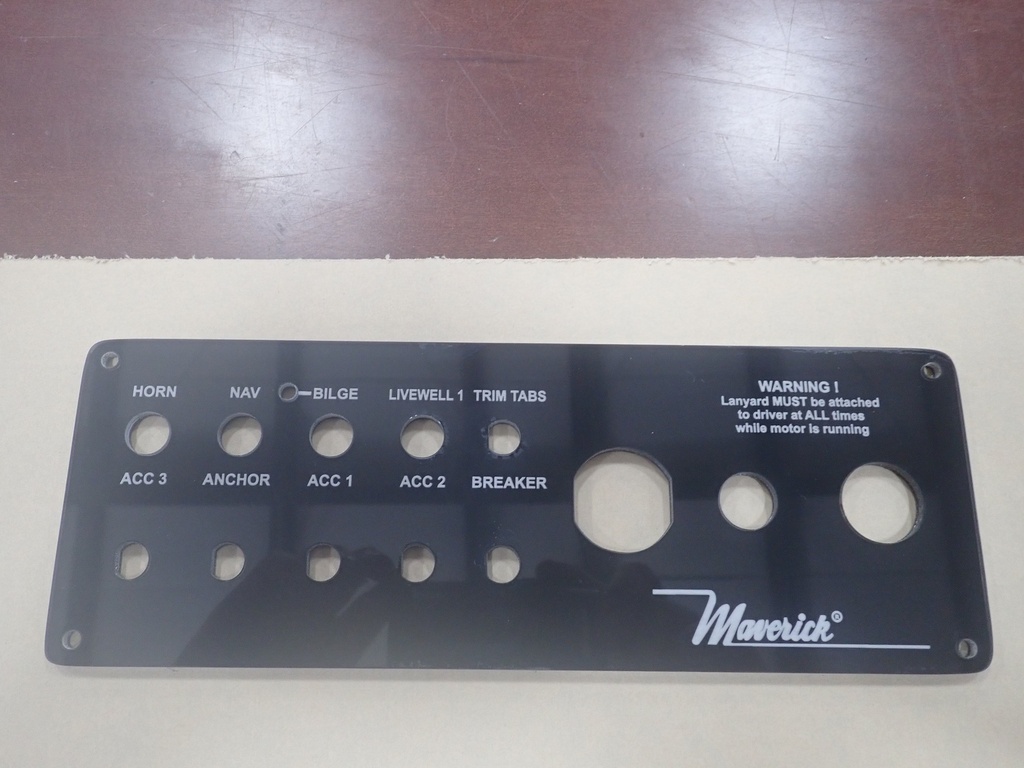 HORN NAV BILGE LIVEWELL 1 TRIM TABS
ACC 3 ANCHOR ACC 1 ACC 2 BREAKER
WARNING !
Lanyard MUST be attached
to driver at ALL times
while motor is running
Maverick®